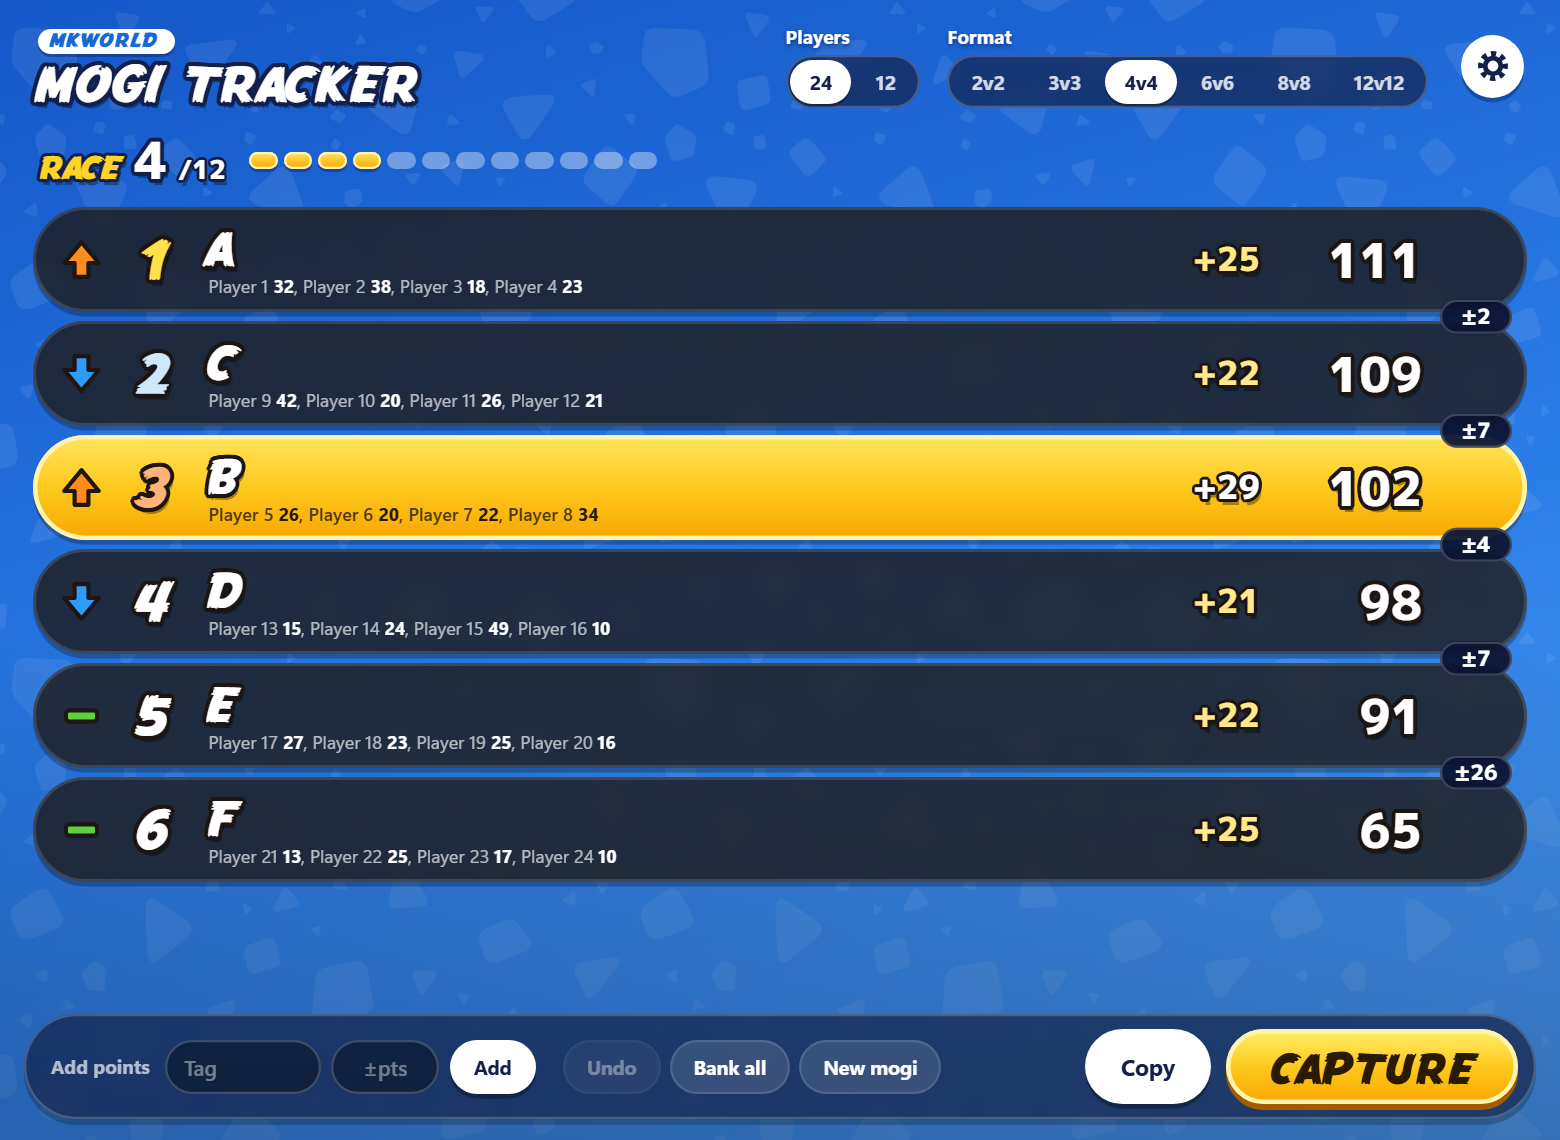 MKWORLD
MOGI TRACKER
Players
24 12
Format
2v2 3v3 4v4 6v6 8v8 12v12
RACE 4 /12
1 A +25 111
Player 1 32, Player 2 38, Player 3 18, Player 4 23
±2
2 C +22 109
Player 9 42, Player 10 20, Player 11 26, Player 12 21
±7
3 B +29 102
Player 5 26, Player 6 20, Player 7 22, Player 8 34
±4
4 D +21 98
Player 13 15, Player 14 24, Player 15 49, Player 16 10
±7
5 E +22 91
Player 17 27, Player 18 23, Player 19 25, Player 20 16
±26
6 F +25 65
Player 21 13, Player 22 25, Player 23 17, Player 24 10
Add points Tag ±pts Add Undo Bank all New mogi Copy CAPTURE